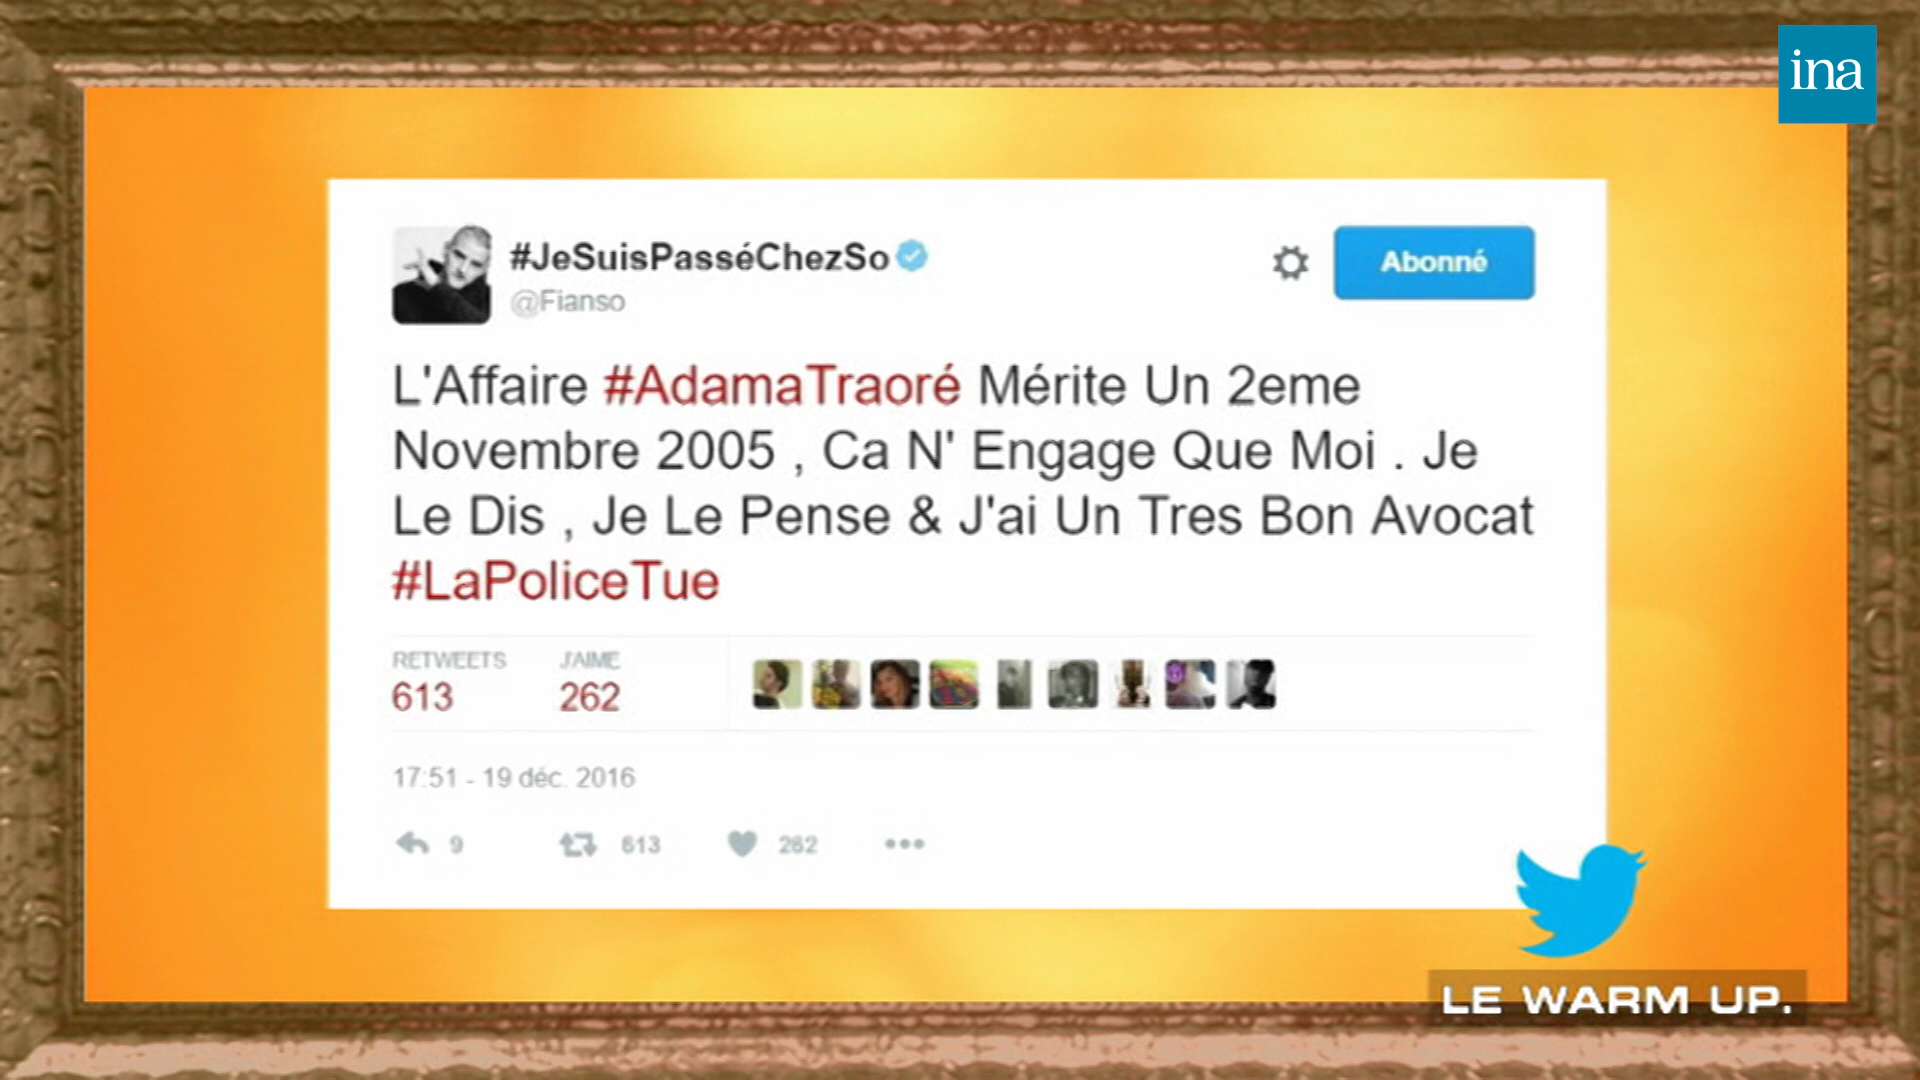 ina
#JeSuisPasséChezSo
@Fianso
Abonné
L'Affaire #AdamaTraoré Mérite Un 2eme
Novembre 2005 , Ca N' Engage Que Moi . Je
Le Dis , Je Le Pense & J'ai Un Tres Bon Avocat
#LaPoliceTue
RETWEETS J'AIME
613 262
17:51 - 19 déc. 2016
9 613 262
LE WARM UP.